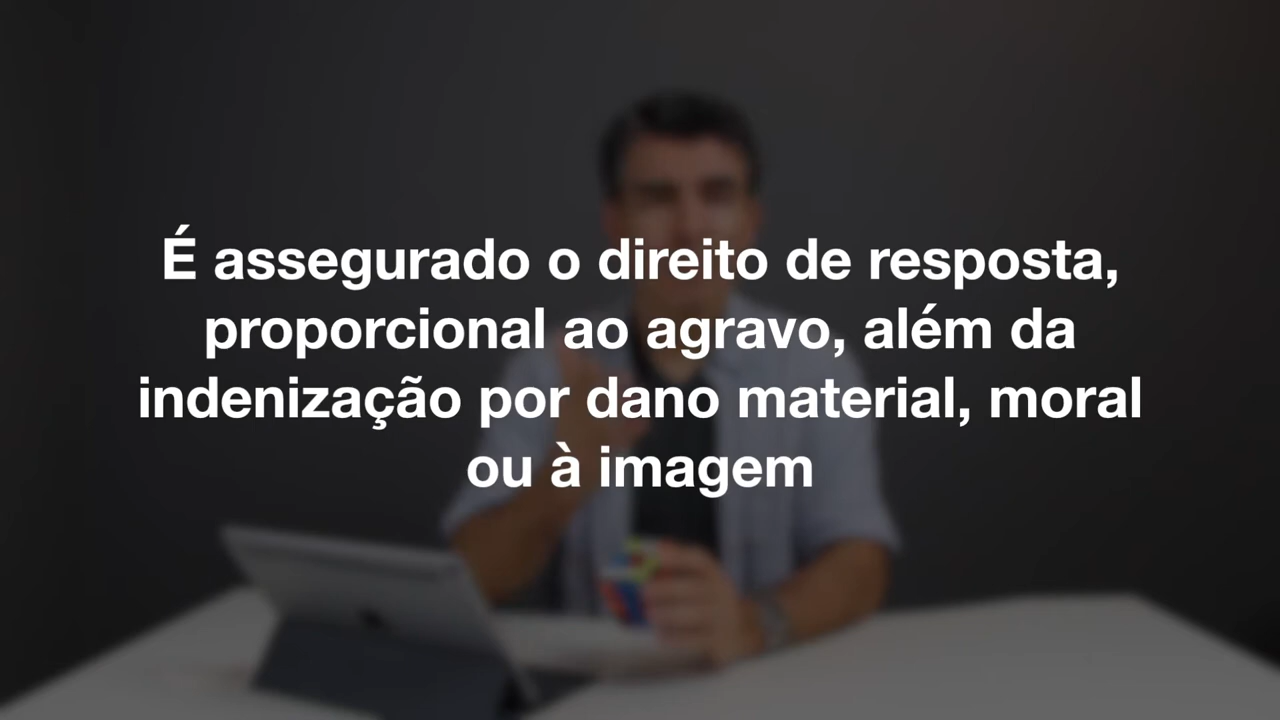 É assegurado o direito de resposta,
proporcional ao agravo, além da
indenização por dano material, moral
ou à imagem